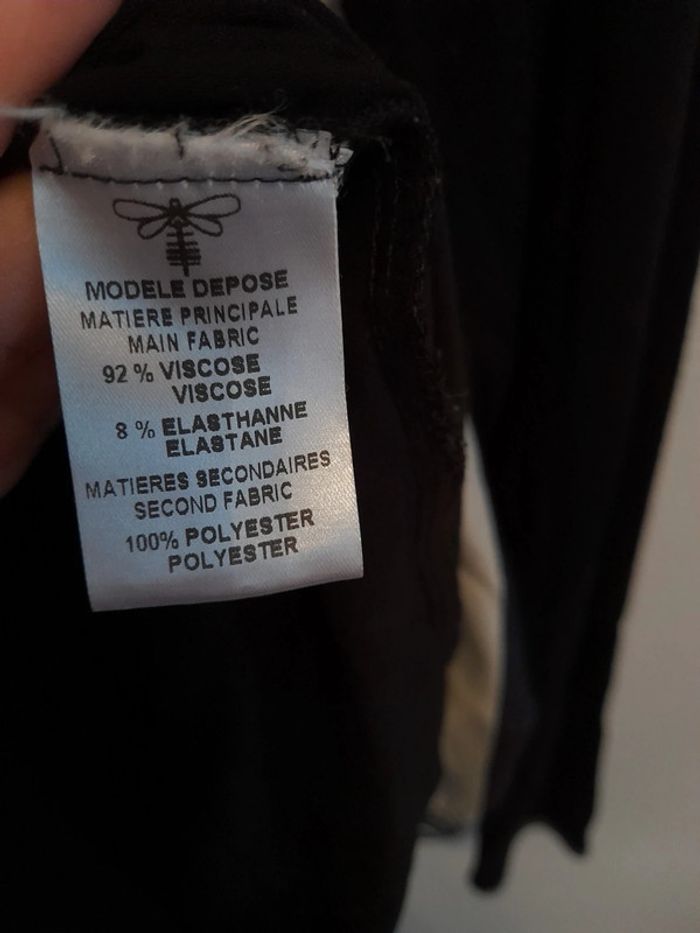 MODELE DEPOSE
MATIERE PRINCIPALE
MAIN FABRIC
92 % VISCOSE
VISCOSE
8 % ELASTHANNE
ELASTANE
MATIERES SECONDAIRES
SECOND FABRIC
100% POLYESTER
POLYESTER